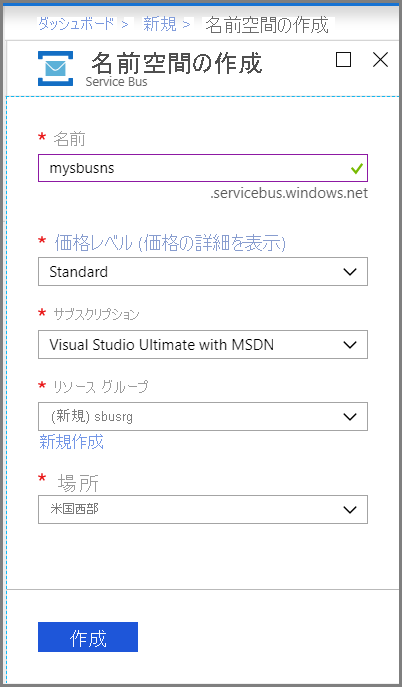 ダッシュボード > 新規 > 名前空間の作成
名前空間の作成
Service Bus
* 名前
mysbusns
.servicebus.windows.net
* 価格レベル (価格の詳細を表示)
Standard
* サブスクリプション
Visual Studio Ultimate with MSDN
* リソース グループ
(新規) sbusrg
新規作成
* 場所
米国西部
作成